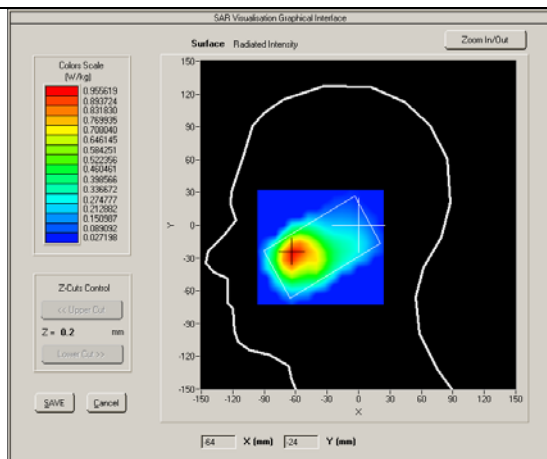 SAR Visualisation Graphical Interface
Surface Radiated Intensity
Zoom In/Out
Colors Scale
(W/kg)
0.955619
0.893724
0.831830
0.769935
0.708040
0.646145
0.584251
0.522356
0.460461
0.398566
0.336672
0.274777
0.212882
0.150987
0.089092
0.027198
Z-Cuts Control
<< Upper Cut
Z = 0.2 mm
Lower Cut >>
SAVE Cancel
Y
150
120
90
60
30
0
-30
-60
-90
-120
-150
-150 -120 -90 -60 -30 0 30 60 90 120 150
X
-64 X (mm) -24 Y (mm)